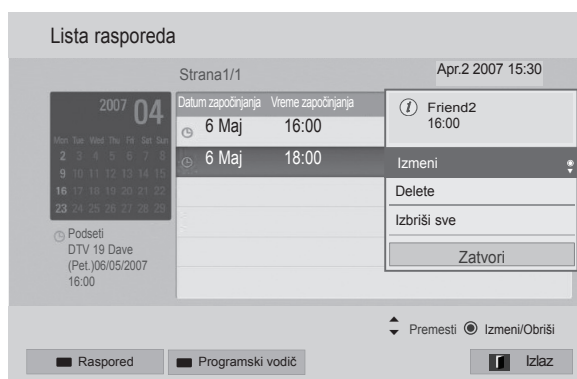 Lista rasporeda
Strana1/1
Apr.2 2007 15:30
2007 04
Mon Tue Wed Thu Fri Sat Sun
2 3 4 5 6 7 8
9 10 11 12 13 14 15
16 17 18 19 20 21 22
23 24 25 26 27 28 29
Podseti
DTV 19 Dave
(Pet.)06/05/2007
16:00
Datum započinjanja Vreme započinjanja
6 Maj 16:00
6 Maj 18:00
Friend2
16:00
Izmeni
Delete
Izbriši sve
Zatvori
Premesti Izmeni/Obriši
Raspored Programski vodič Izlaz